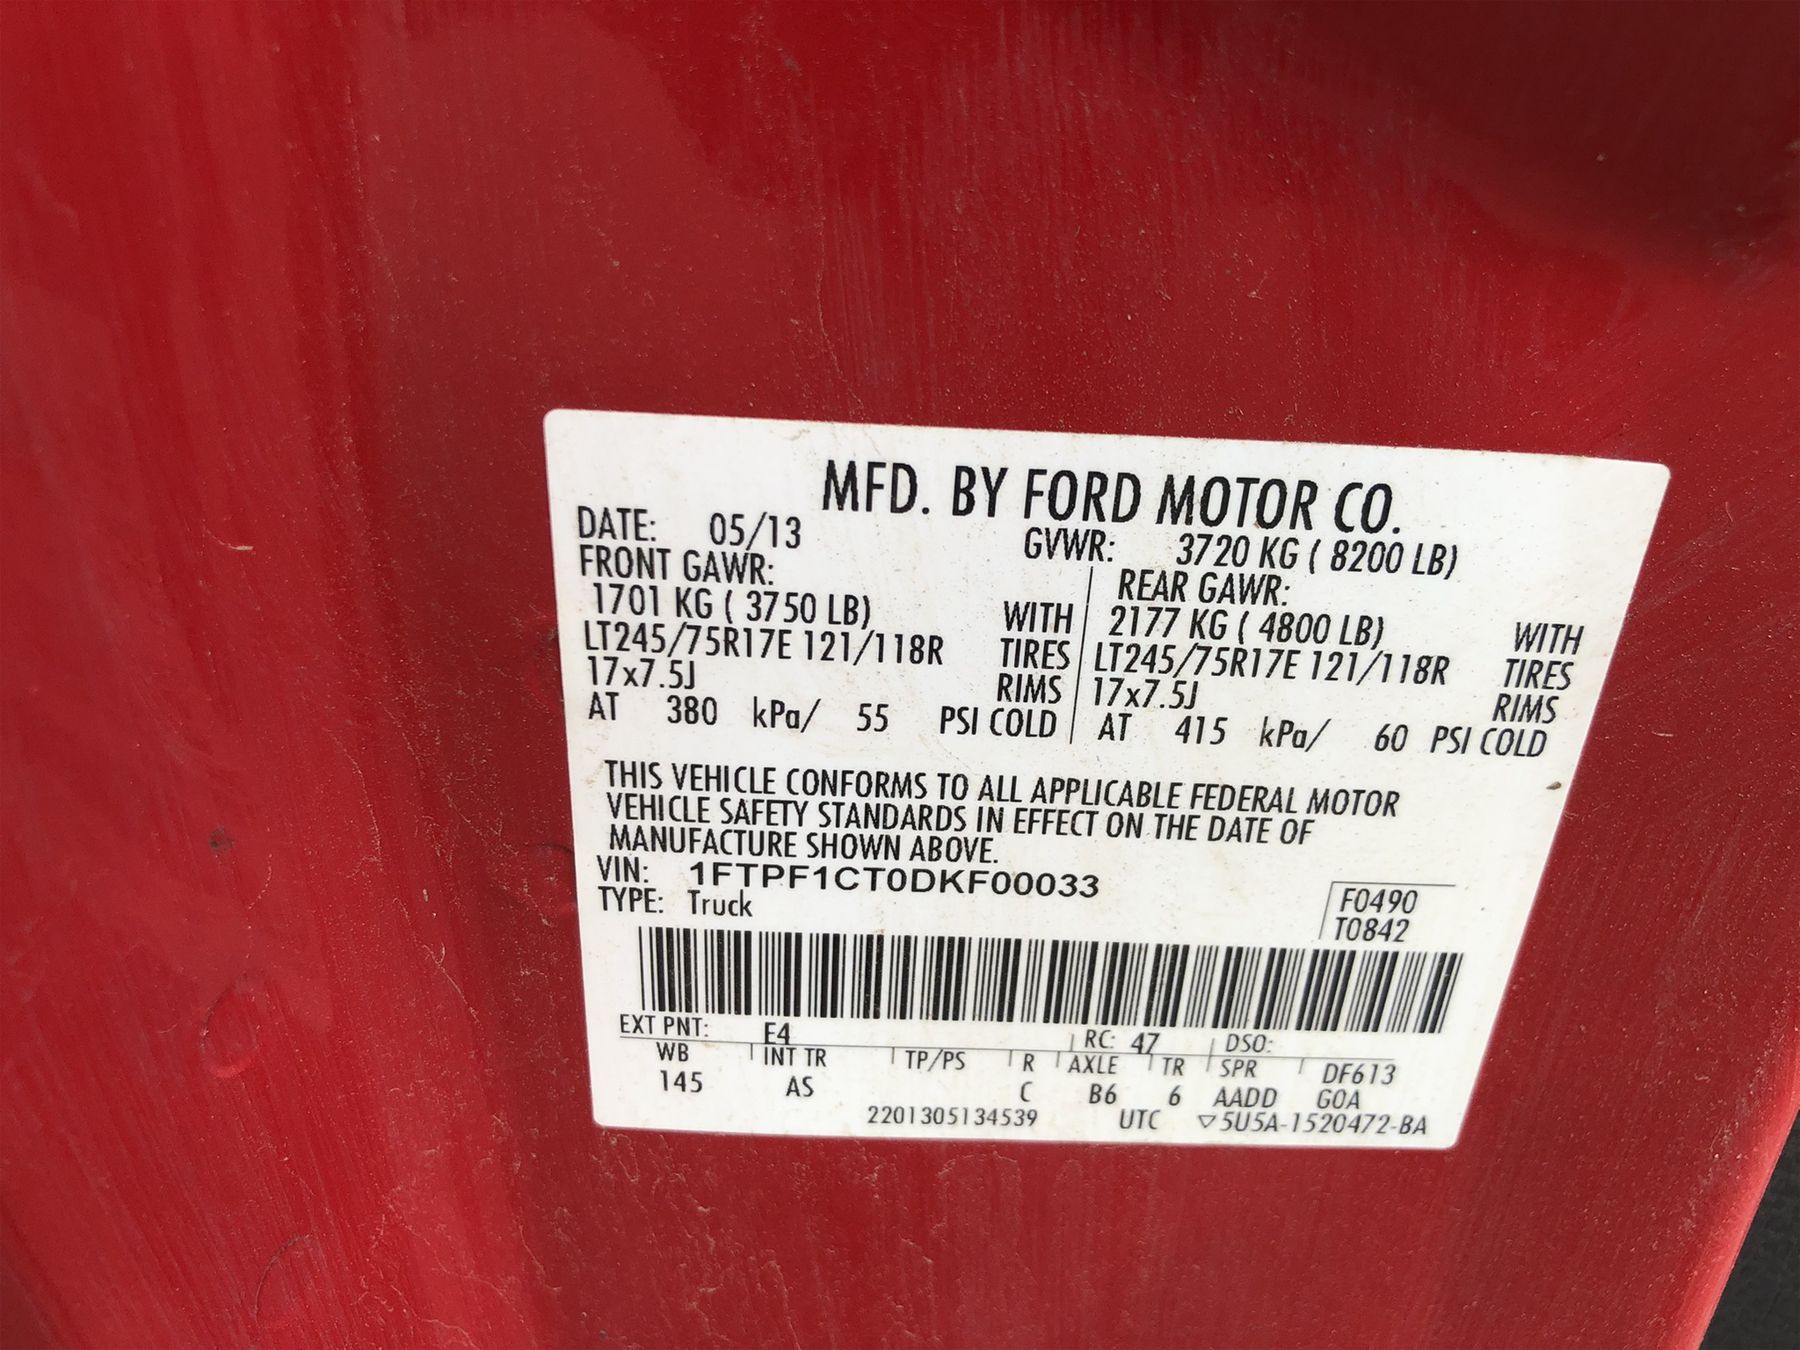 MFD. BY FORD MOTOR CO.
DATE: 05/13 GVWR: 3720 KG ( 8200 LB)
FRONT GAWR: REAR GAWR:
1701 KG ( 3750 LB) WITH 2177 KG ( 4800 LB) WITH
LT245/75R17E 121/118R TIRES LT245/75R17E 121/118R TIRES
17x7.5J RIMS 17x7.5J RIMS
AT 380 kPa/ 55 PSI COLD AT 415 kPa/ 60 PSI COLD
THIS VEHICLE CONFORMS TO ALL APPLICABLE FEDERAL MOTOR
VEHICLE SAFETY STANDARDS IN EFFECT ON THE DATE OF
MANUFACTURE SHOWN ABOVE.
VIN: 1FTPF1CT0DKF00033
TYPE: Truck
F0490
T0842
EXT PNT: E4 RC: 47 DSO:
WB INT TR TP/PS R AXLE TR SPR DF613
145 AS C B6 6 AADD GOA
2201305134539 UTC ▽5U5A-1520472-BA